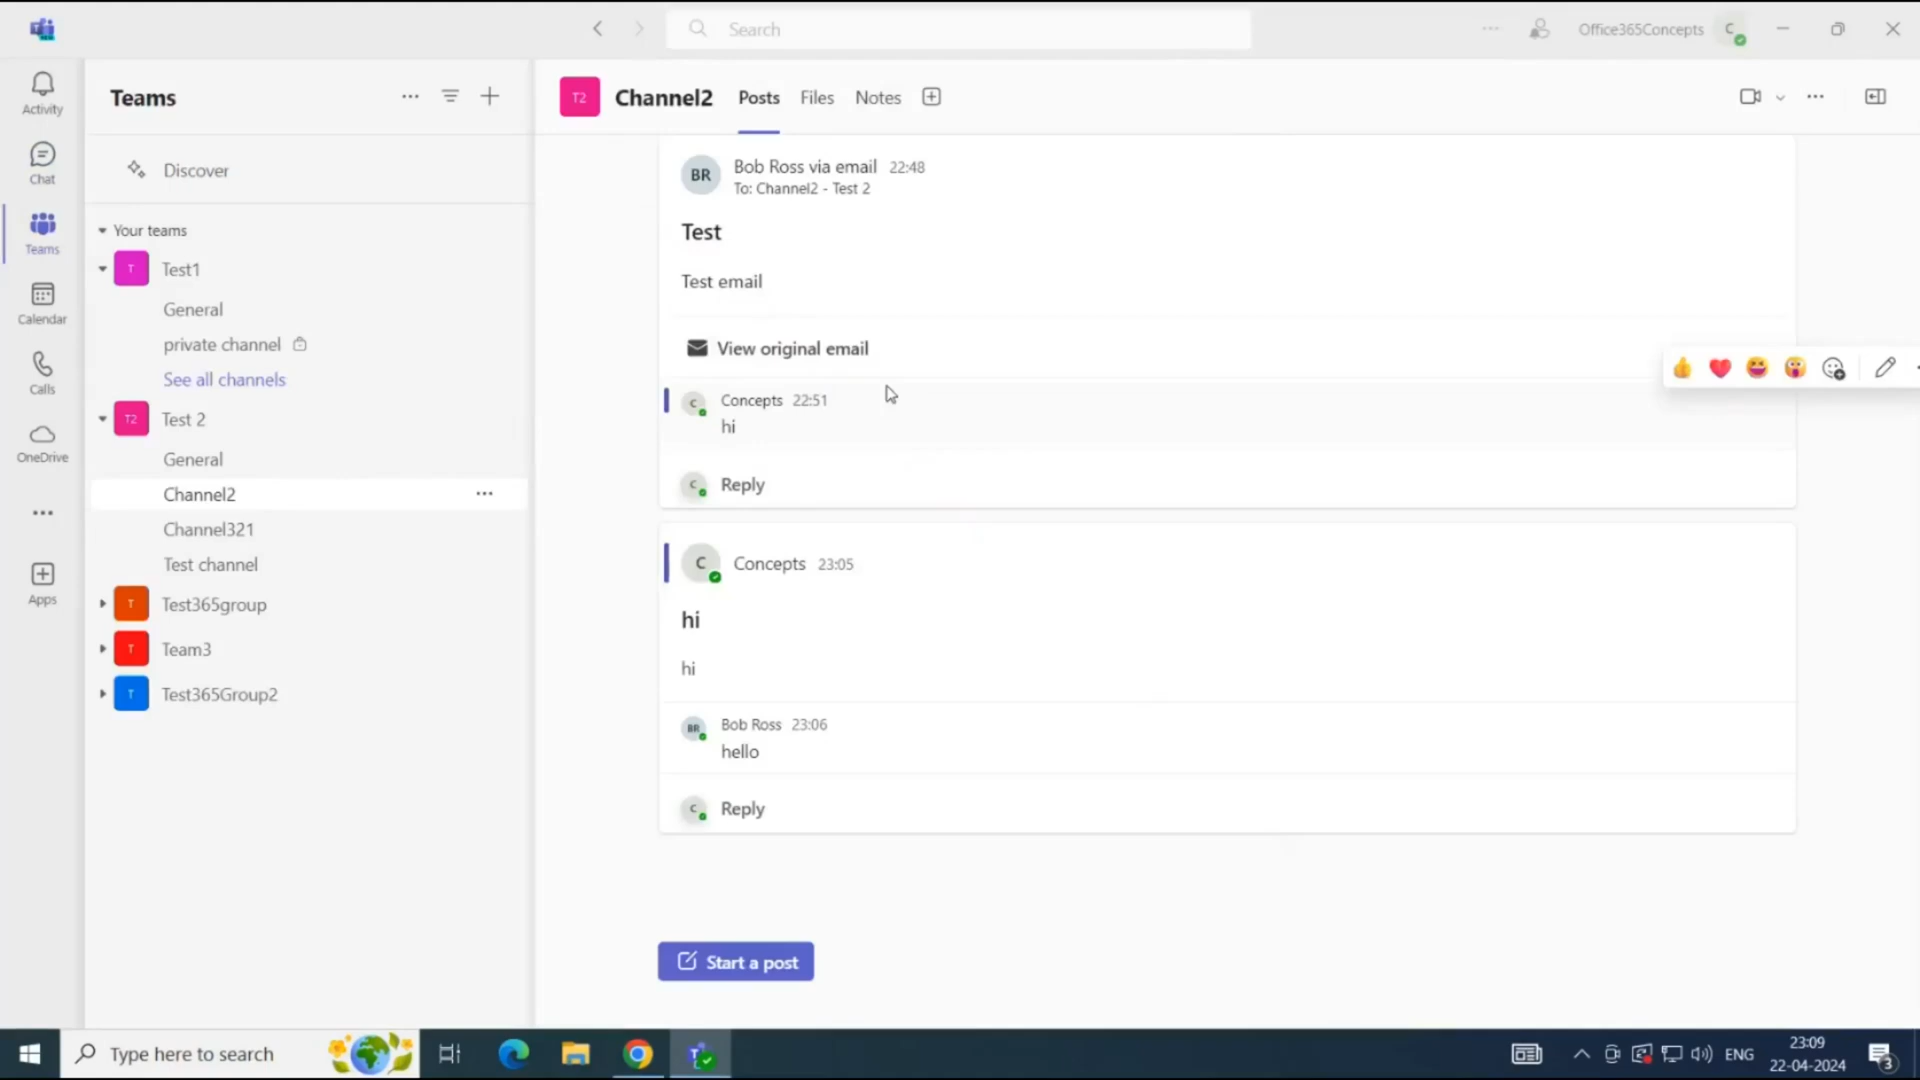 Search
Office365Concepts
C
Activity
Chat
Teams
Calendar
Calls
OneDrive
Apps
Teams
Discover
Your teams
T Test1
General
private channel
See all channels
T2 Test 2
General
Channel2
Channel321
Test channel
T Test365group
T Team3
T Test365Group2
T2 Channel2 Posts Files Notes
BR Bob Ross via email 22:48
To: Channel2 - Test 2
Test
Test email
View original email
C Concepts 22:51
hi
C Reply
C Concepts 23:05
hi
hi
BR Bob Ross 23:06
hello
C Reply
Start a post
Type here to search
ENG
23:09
22-04-2024
3